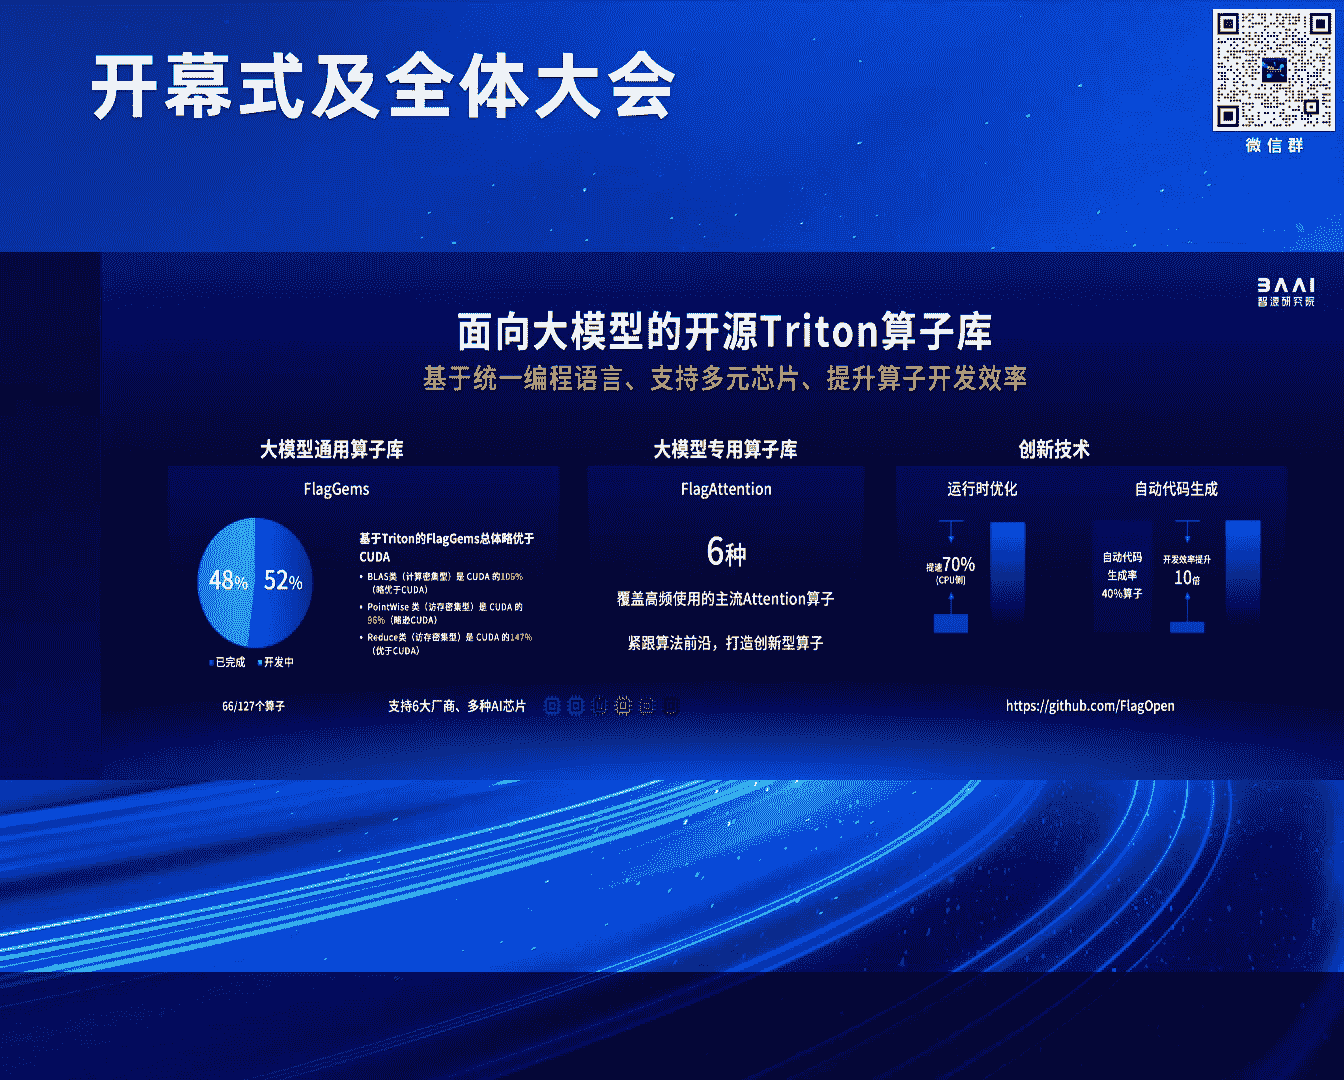 开幕式及全体大会
微信群
BAAI
智源研究院
面向大模型的开源Triton算子库
基于统一编程语言、支持多元芯片、提升算子开发效率
大模型通用算子库
FlagGems
48%
52%
已完成
开发中
66/127个算子
基于Triton的FlagGems总体略优于
CUDA
• BLAS类（计算密集型）是 CUDA 的106%
（略优于CUDA）
• PointWise 类（访存密集型）是 CUDA 的
96%（略逊CUDA）
• Reduce类（访存密集型）是 CUDA 的147%
（优于CUDA）
支持6大厂商、多种AI芯片
大模型专用算子库
FlagAttention
6种
覆盖高频使用的主流Attention算子
紧跟算法前沿，打造创新型算子
创新技术
运行时优化
提速70%
(CPU侧)
自动代码生成
自动代码
生成率
40%算子
开发效率提升
10倍
https://github.com/FlagOpen